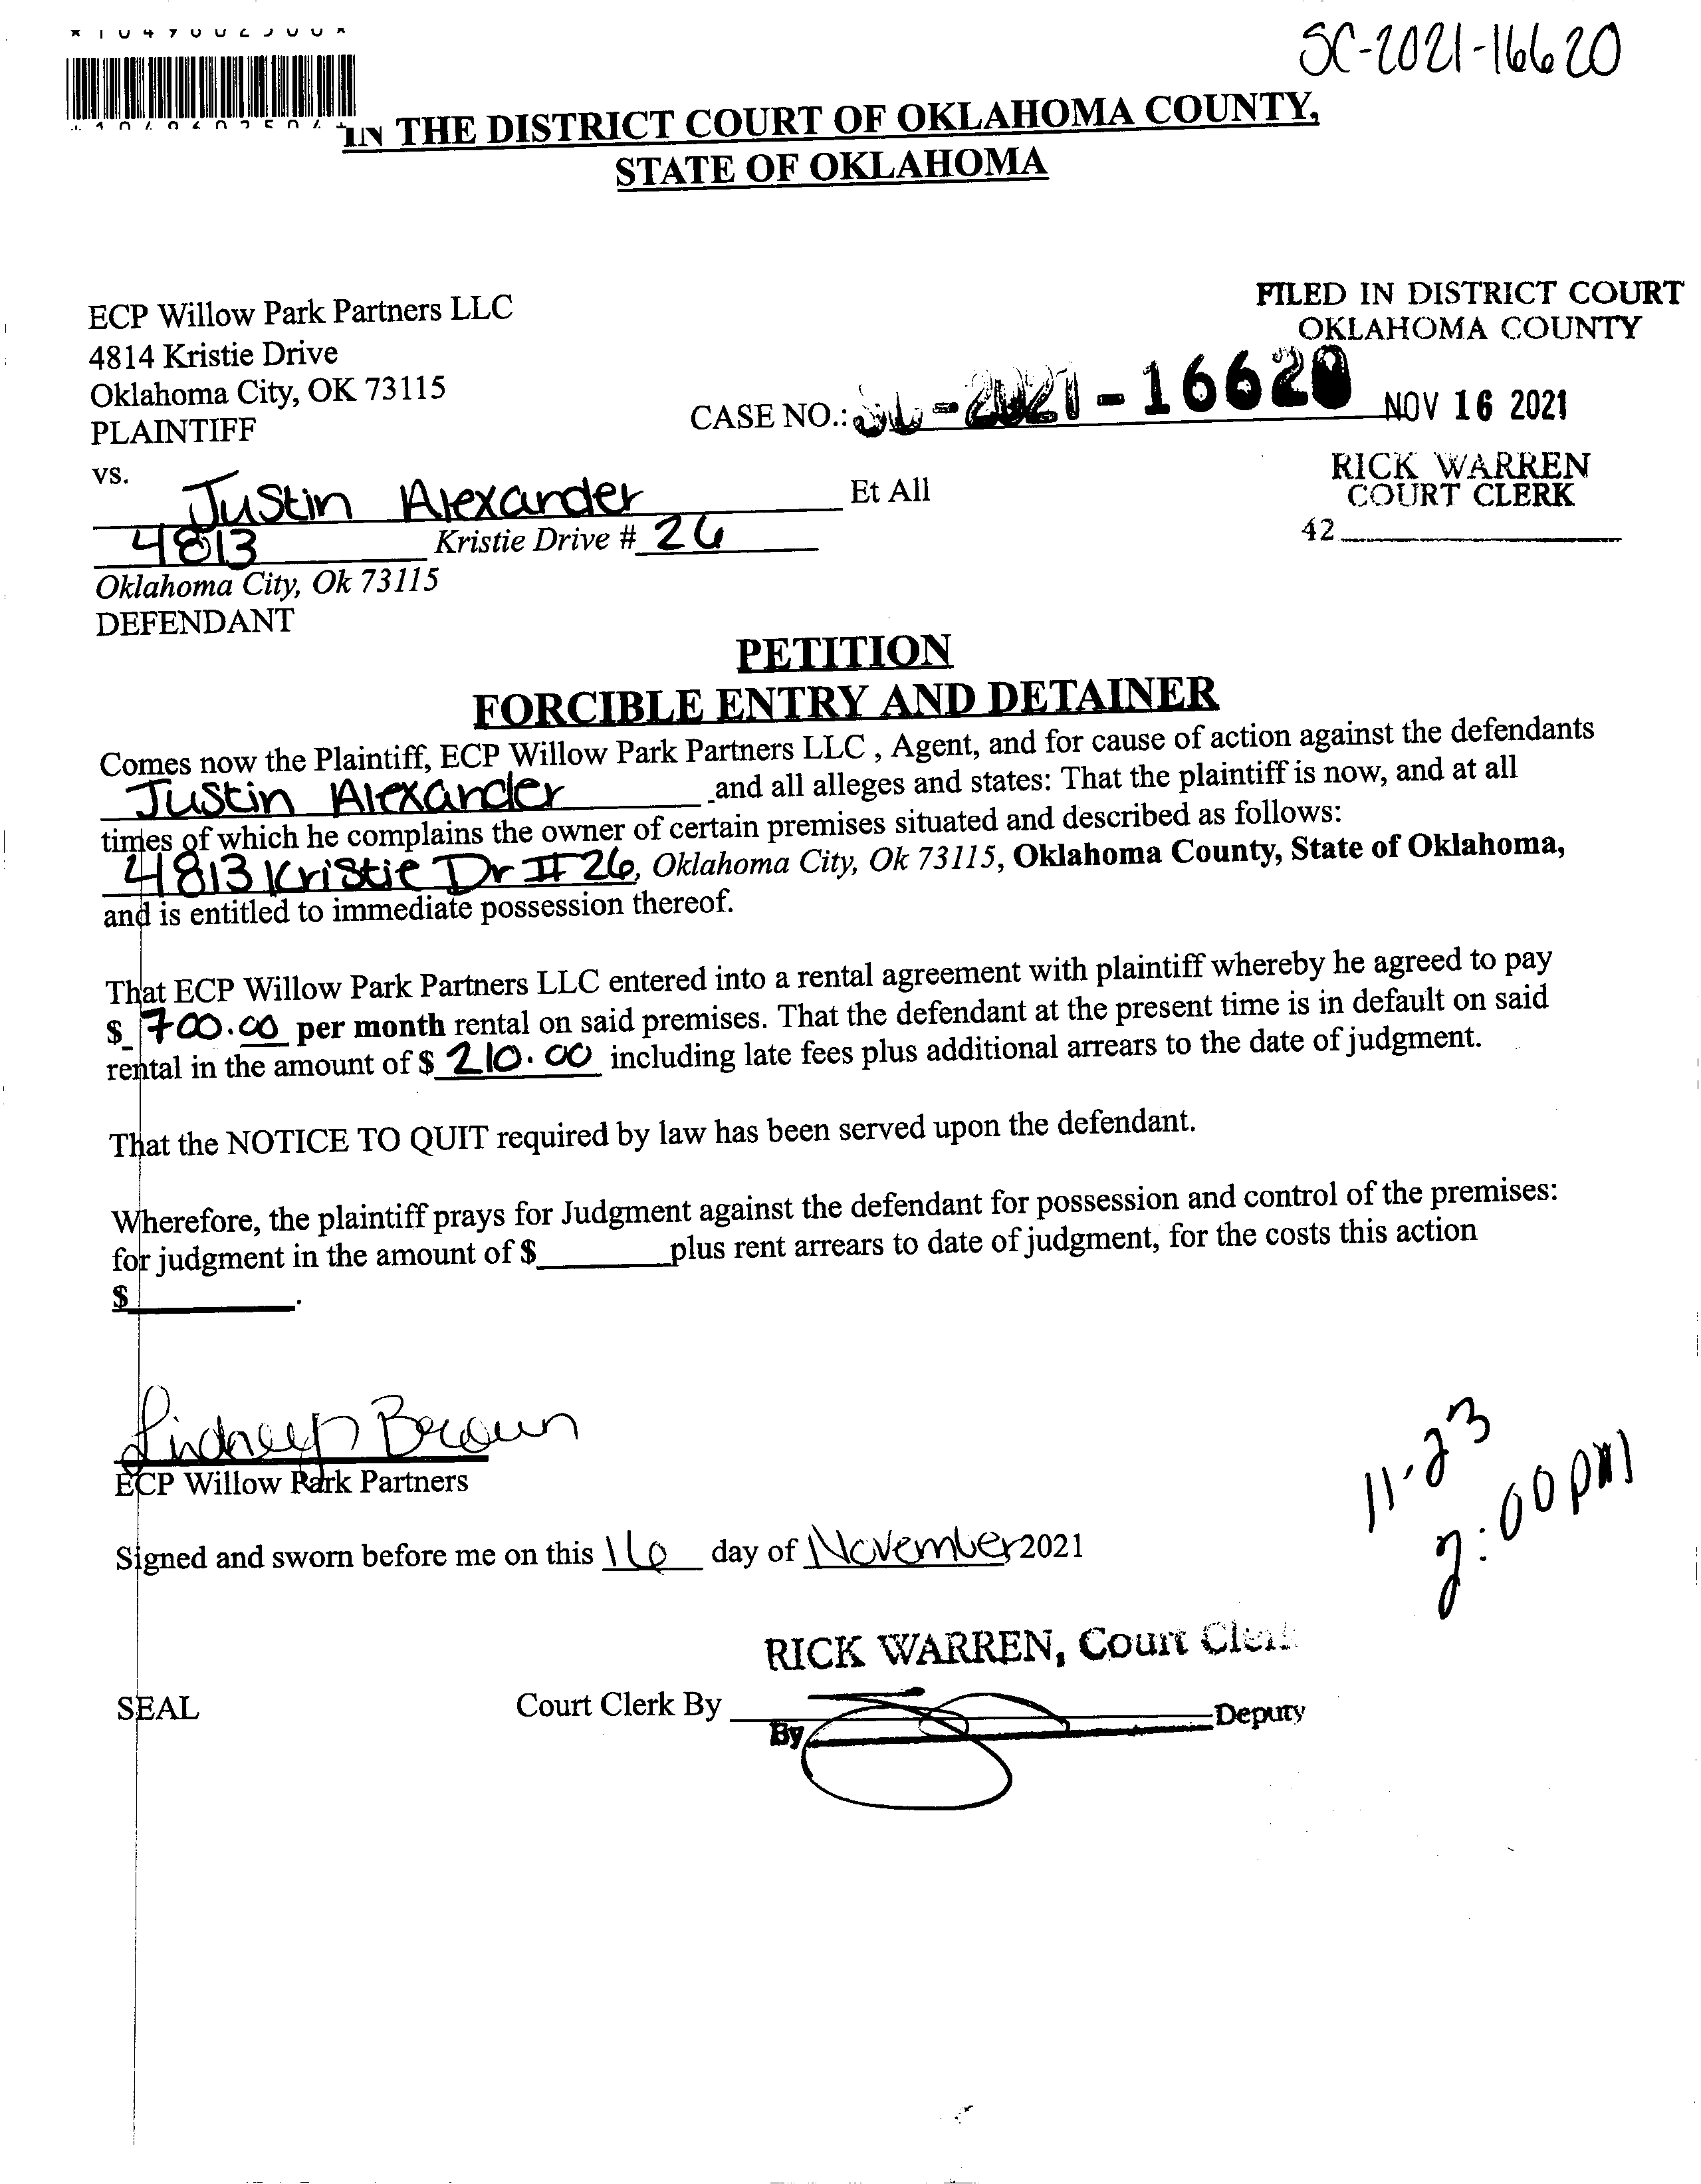 SC-2021-16620
IN THE DISTRICT COURT OF OKLAHOMA COUNTY,
STATE OF OKLAHOMA
ECP Willow Park Partners LLC
4814 Kristie Drive
Oklahoma City, OK 73115
PLAINTIFF
FILED IN DISTRICT COURT
OKLAHOMA COUNTY
CASE NO.: SC-2021-16620
NOV 16 2021
RICK WARREN
COURT CLERK
42
vs.
Justin Alexander Et All
4813 Kristie Drive # 26
Oklahoma City, Ok 73115
DEFENDANT
PETITION
FORCIBLE ENTRY AND DETAINER
Comes now the Plaintiff, ECP Willow Park Partners LLC , Agent, and for cause of action against the defendants
Justin Alexander and all alleges and states: That the plaintiff is now, and at all
times of which he complains the owner of certain premises situated and described as follows:
4813 Kristie Dr # 26, Oklahoma City, Ok 73115, Oklahoma County, State of Oklahoma,
and is entitled to immediate possession thereof.
That ECP Willow Park Partners LLC entered into a rental agreement with plaintiff whereby he agreed to pay
$ 700.00 per month rental on said premises. That the defendant at the present time is in default on said
rental in the amount of $ 210.00 including late fees plus additional arrears to the date of judgment.
That the NOTICE TO QUIT required by law has been served upon the defendant.
Wherefore, the plaintiff prays for Judgment against the defendant for possession and control of the premises:
for judgment in the amount of $______plus rent arrears to date of judgment, for the costs this action
$______.
Brown
ECP Willow Park Partners
11-23
2:00 pm
Signed and sworn before me on this 16 day of November 2021
RICK WARREN, Court Clerk
SEAL
Court Clerk By
By Deputy